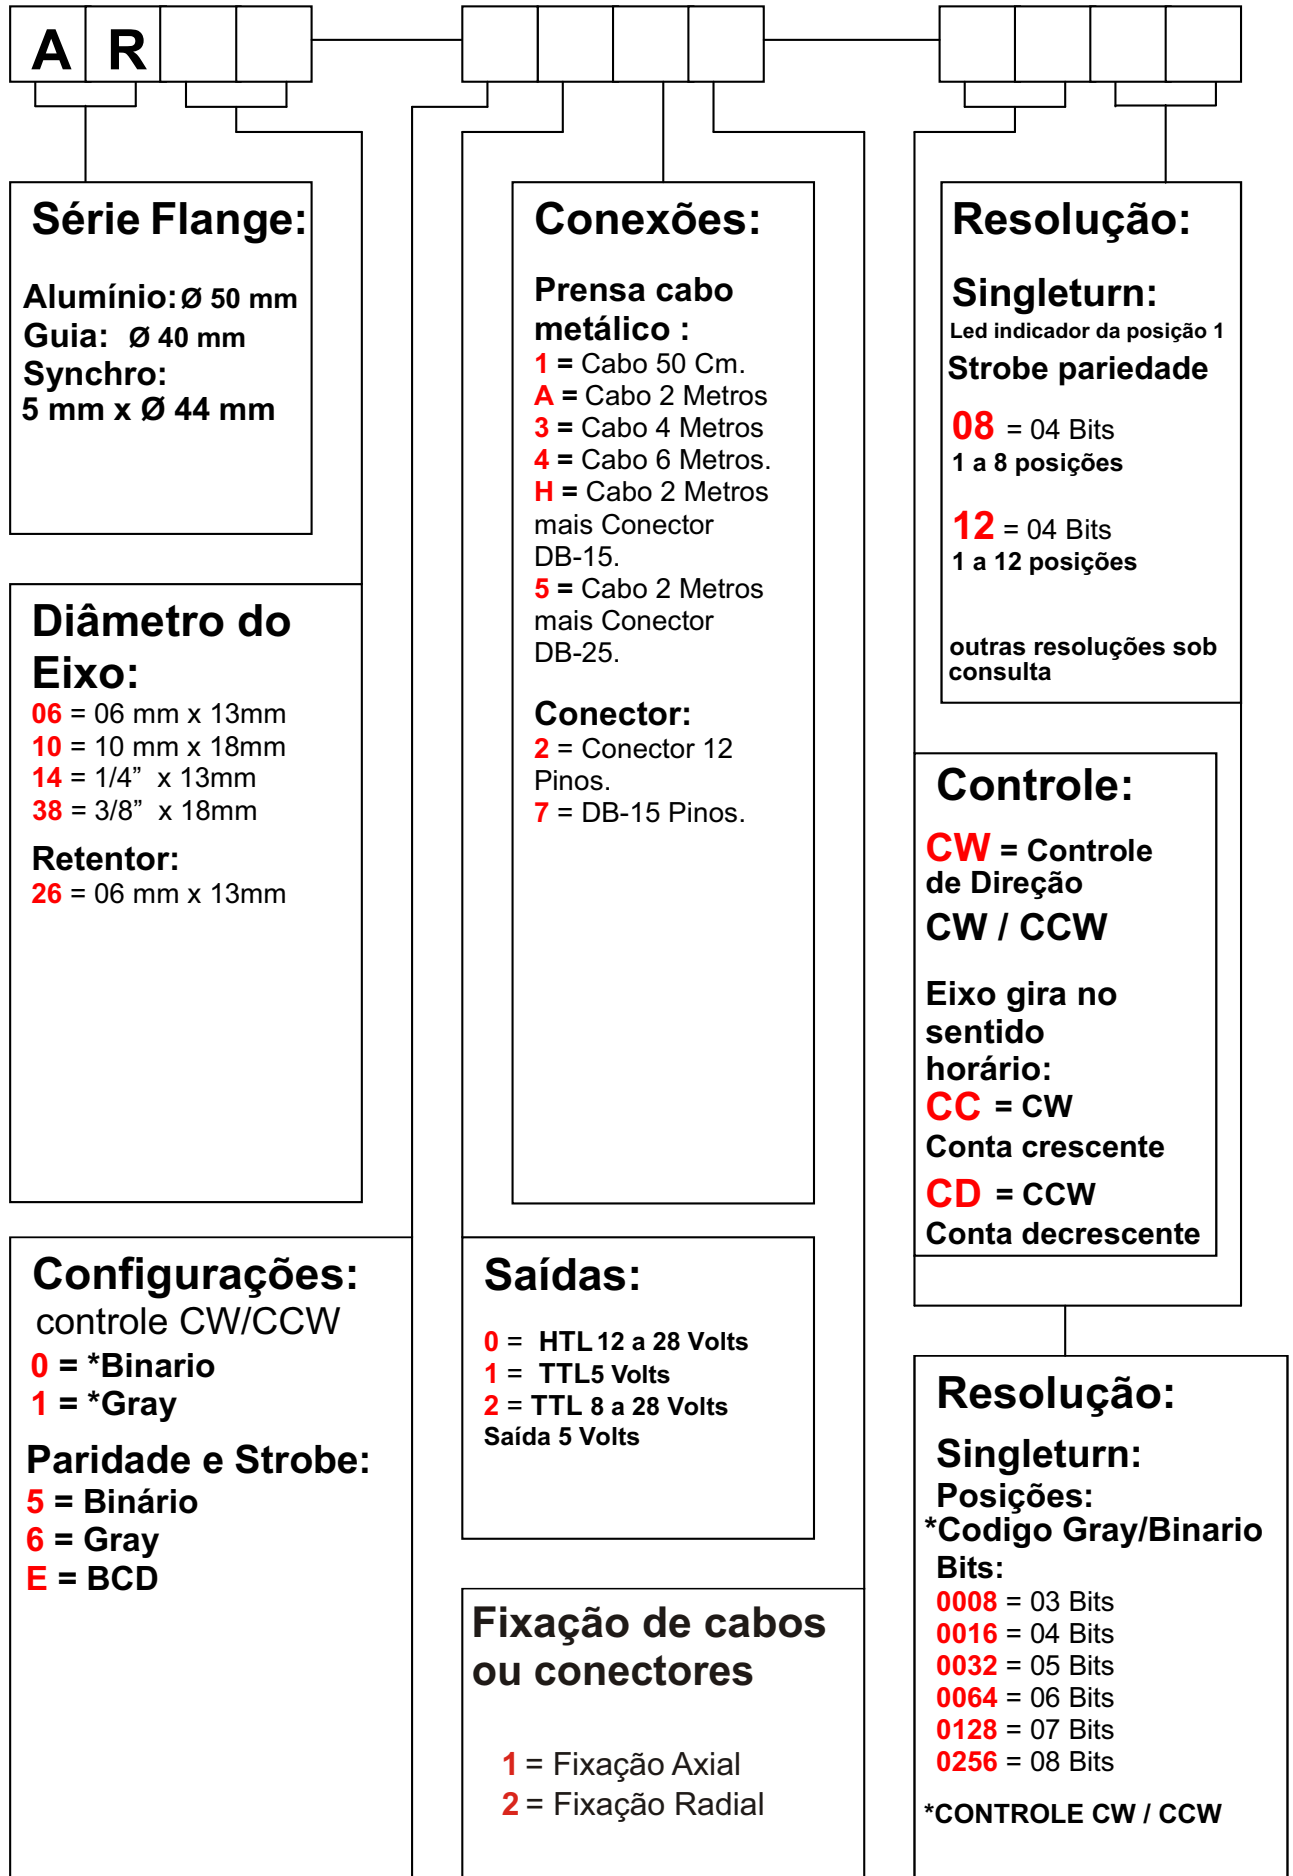 A R
Série Flange:
Alumínio: Ø 50 mm
Guia: Ø 40 mm
Synchro:
5 mm x Ø 44 mm
Diâmetro do
Eixo:
06 = 06 mm x 13mm
10 = 10 mm x 18mm
14 = 1/4” x 13mm
38 = 3/8” x 18mm
Retentor:
26 = 06 mm x 13mm
Configurações:
controle CW/CCW
0 = *Binario
1 = *Gray
Paridade e Strobe:
5 = Binário
6 = Gray
E = BCD
Conexões:
Prensa cabo
metálico :
1 = Cabo 50 Cm.
A = Cabo 2 Metros
3 = Cabo 4 Metros
4 = Cabo 6 Metros.
H = Cabo 2 Metros
mais Conector
DB-15.
5 = Cabo 2 Metros
mais Conector
DB-25.
Conector:
2 = Conector 12
Pinos.
7 = DB-15 Pinos.
Saídas:
0 = HTL 12 a 28 Volts
1 = TTL 5 Volts
2 = TTL 8 a 28 Volts
Saída 5 Volts
Fixação de cabos
ou conectores
1 = Fixação Axial
2 = Fixação Radial
Resolução:
Singleturn:
Led indicador da posição 1
Strobe pariedade
08 = 04 Bits
1 a 8 posições
12 = 04 Bits
1 a 12 posições
outras resoluções sob
consulta
Controle:
CW = Controle
de Direção
CW / CCW
Eixo gira no
sentido
horário:
CC = CW
Conta crescente
CD = CCW
Conta decrescente
Resolução:
Singleturn:
Posições:
*Codigo Gray/Binario
Bits:
0008 = 03 Bits
0016 = 04 Bits
0032 = 05 Bits
0064 = 06 Bits
0128 = 07 Bits
0256 = 08 Bits
*CONTROLE CW / CCW